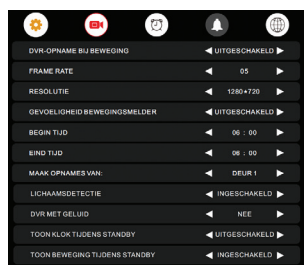 DVR-OPNAME BIJ BEWEGING ◀ UITGESCHAKELD ▶
FRAME RATE ◀ 05 ▶
RESOLUTIE ◀ 1280*720 ▶
GEVOELIGHEID BEWEGINGSMELDER ◀ UITGESCHAKELD ▶
BEGIN TIJD ◀ 06 : 00 ▶
EIND TIJD ◀ 06 : 00 ▶
MAAK OPNAMES VAN: ◀ DEUR 1 ▶
LICHAAMSDETECTIE ◀ INGESCHAKELD ▶
DVR MET GELUID ◀ NEE ▶
TOON KLOK TIJDENS STANDBY ◀ UITGESCHAKELD ▶
TOON BEWEGING TIJDENS STANDBY ◀ INGESCHAKELD ▶